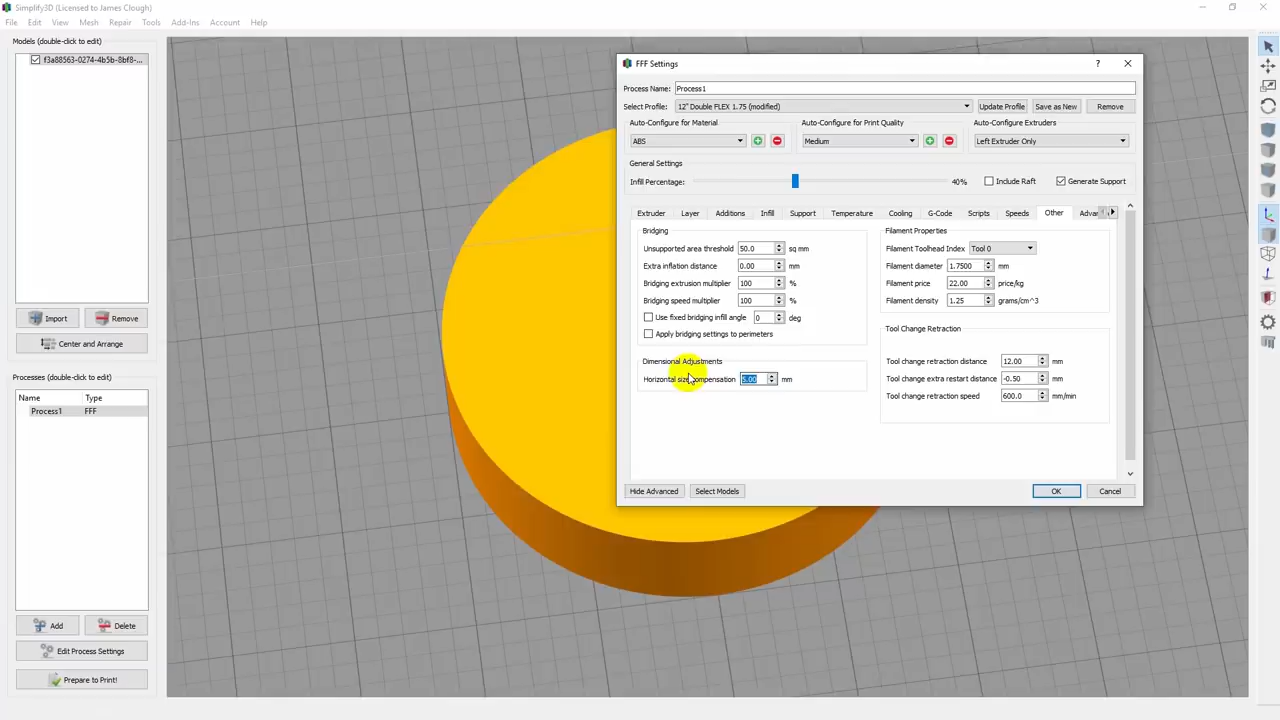 Simplify3D (Licensed to James Clough)
File Edit View Mesh Repair Tools Add-Ins Account Help
Models (double-click to edit)
f3a88563-0274-4b5b-8bf8-...
Import
Remove
Center and Arrange
Processes (double-click to edit)
Name Type
Process1 FFF
Add
Delete
Edit Process Settings
Prepare to Print!
FFF Settings
?
Process Name: Process1
Select Profile: 12" Double FLEX 1.75 (modified) Update Profile Save as New Remove
Auto-Configure for Material
ABS
Auto-Configure for Print Quality
Medium
Auto-Configure Extruders
Left Extruder Only
General Settings
Infill Percentage: 40% Include Raft Generate Support
Extruder Layer Additions Infill Support Temperature Cooling G-Code Scripts Speeds Other Advar
Bridging
Unsupported area threshold 50.0 sq mm
Extra inflation distance 0.00 mm
Bridging extrusion multiplier 100 %
Bridging speed multiplier 100 %
Use fixed bridging infill angle 0 deg
Apply bridging settings to perimeters
Dimensional Adjustments
Horizontal size compensation 5.00 mm
Filament Properties
Filament Toolhead Index Tool 0
Filament diameter 1.7500 mm
Filament price 22.00 price/kg
Filament density 1.25 grams/cm^3
Tool Change Retraction
Tool change retraction distance 12.00 mm
Tool change extra restart distance -0.50 mm
Tool change retraction speed 600.0 mm/min
Hide Advanced
Select Models
OK
Cancel